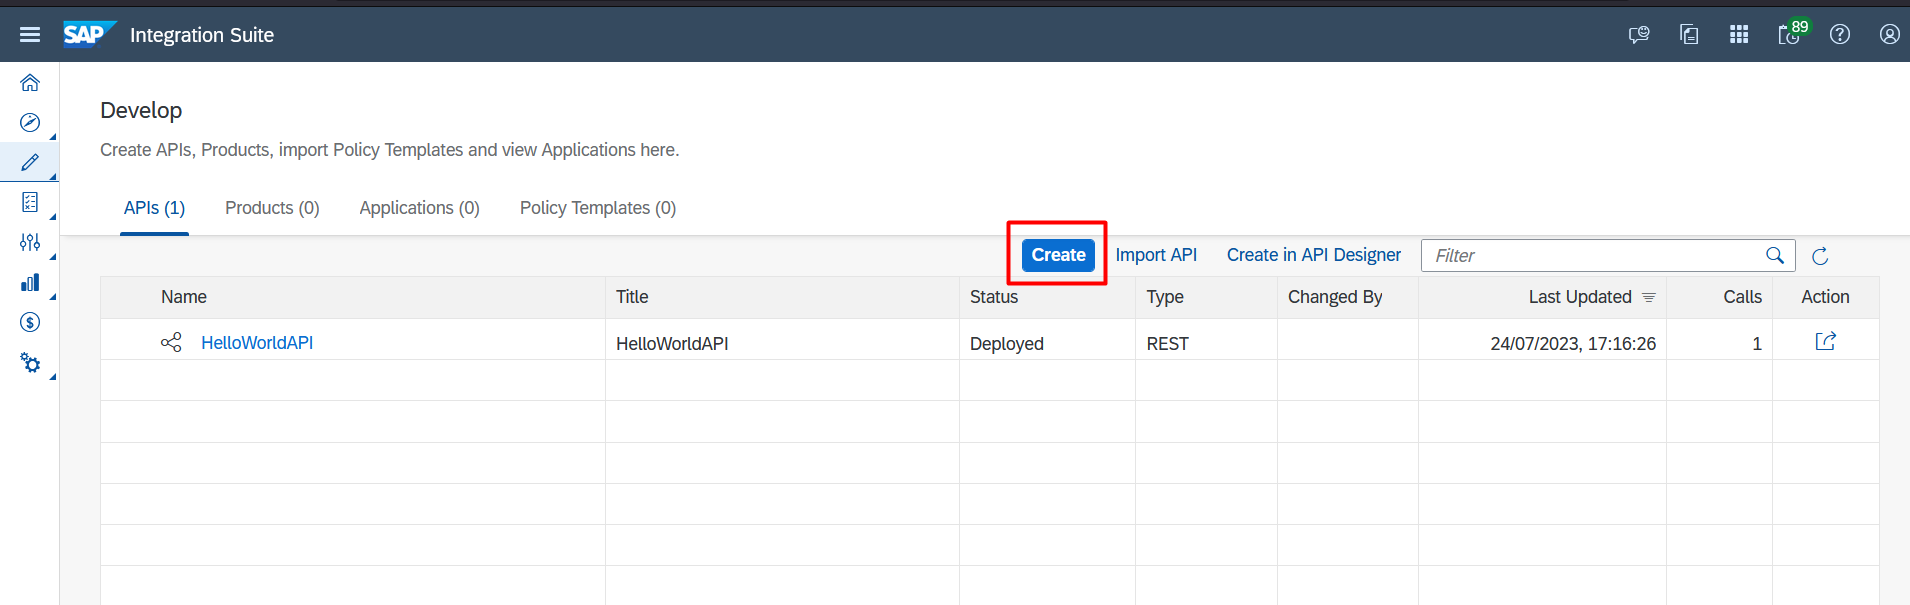 SAP Integration Suite 89
Develop
Create APIs, Products, import Policy Templates and view Applications here.
APIs (1) Products (0) Applications (0) Policy Templates (0)
Create Import API Create in API Designer Filter
Name Title Status Type Changed By Last Updated Calls Action
HelloWorldAPI HelloWorldAPI Deployed REST 24/07/2023, 17:16:26 1